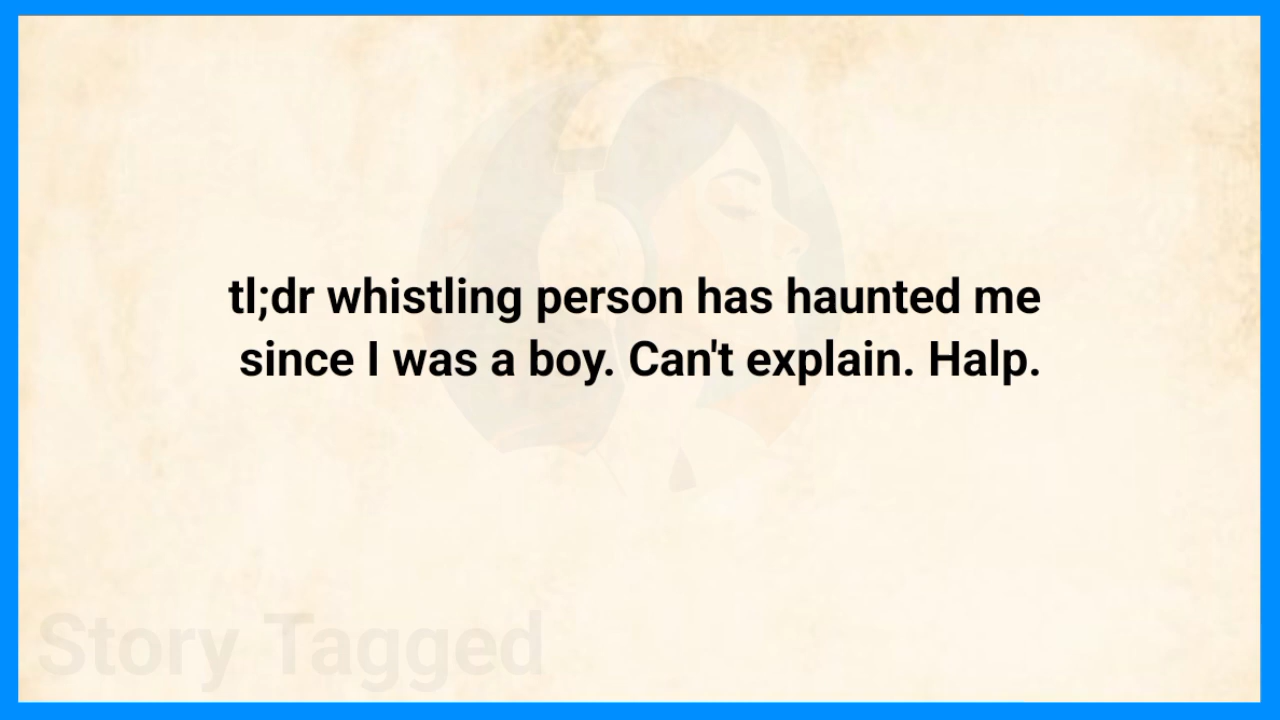 tl;dr whistling person has haunted me
since I was a boy. Can't explain. Halp.
Story Tagged